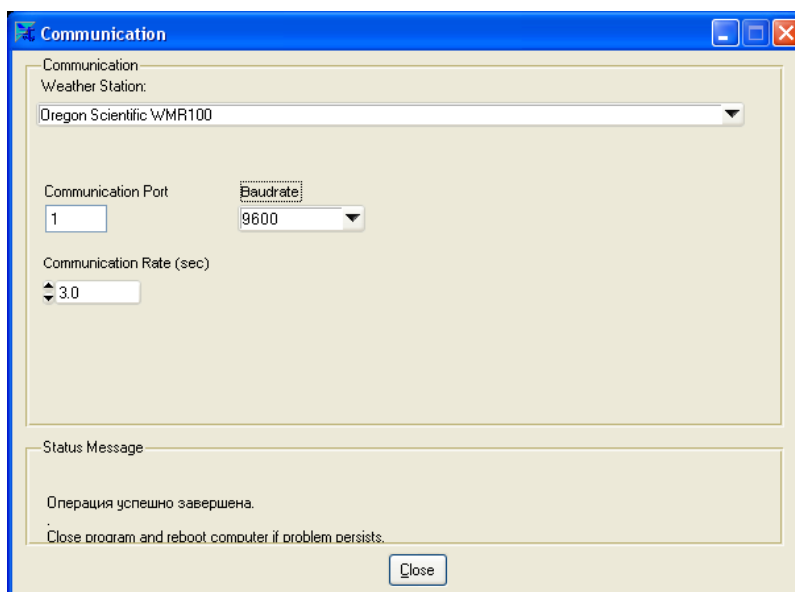 Communication
Communication
Weather Station:
Oregon Scientific WMR100
Communication Port
Baudrate
1
9600
Communication Rate (sec)
3.0
Status Message
Операция успешно завершена.
.
Close program and reboot computer if problem persists.
Close